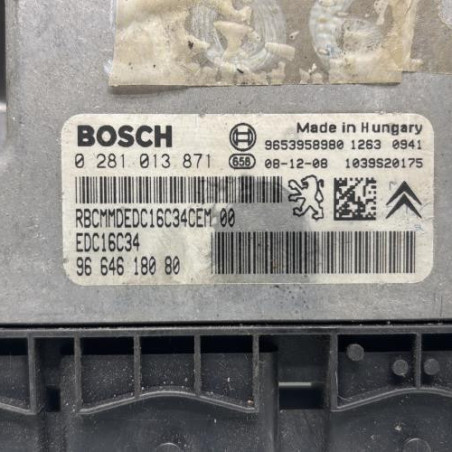 BOSCH
Made in Hungary
9653958980 1263 0941
0 281 013 871
656
08-12-08 1039S20175
RBCMMDEDC16C34CEM 00
EDC16C34
96 646 180 80